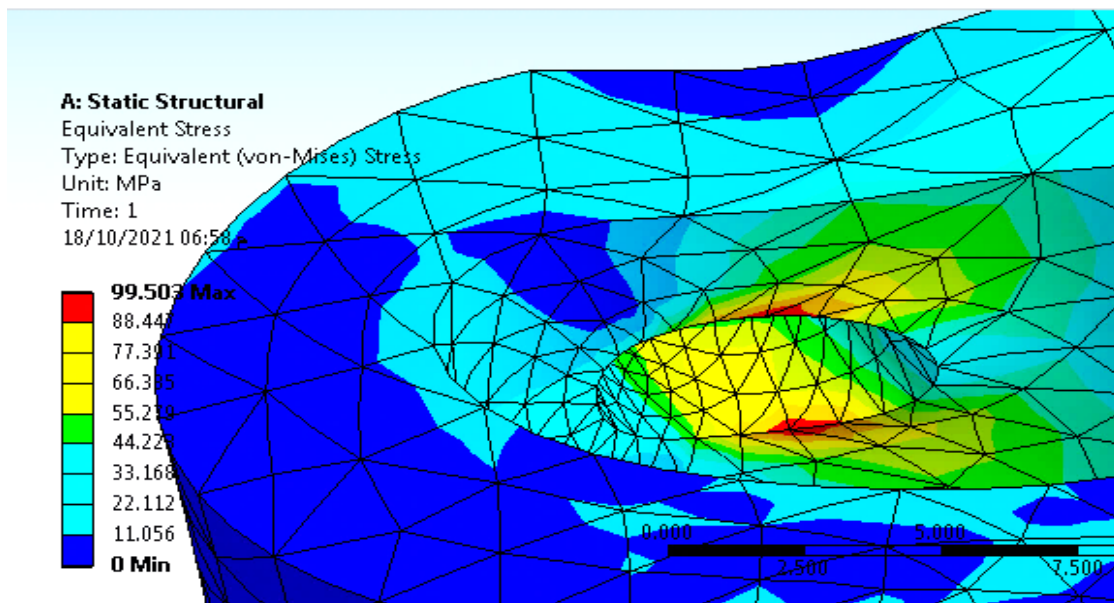 A: Static Structural
Equivalent Stress
Type: Equivalent (von-Mises) Stress
Unit: MPa
Time: 1
18/10/2021 06:58 م
99.503 Max
88.447
77.391
66.335
55.279
44.223
33.168
22.112
11.056
0 Min
0.000 5.000
2.500 7.500